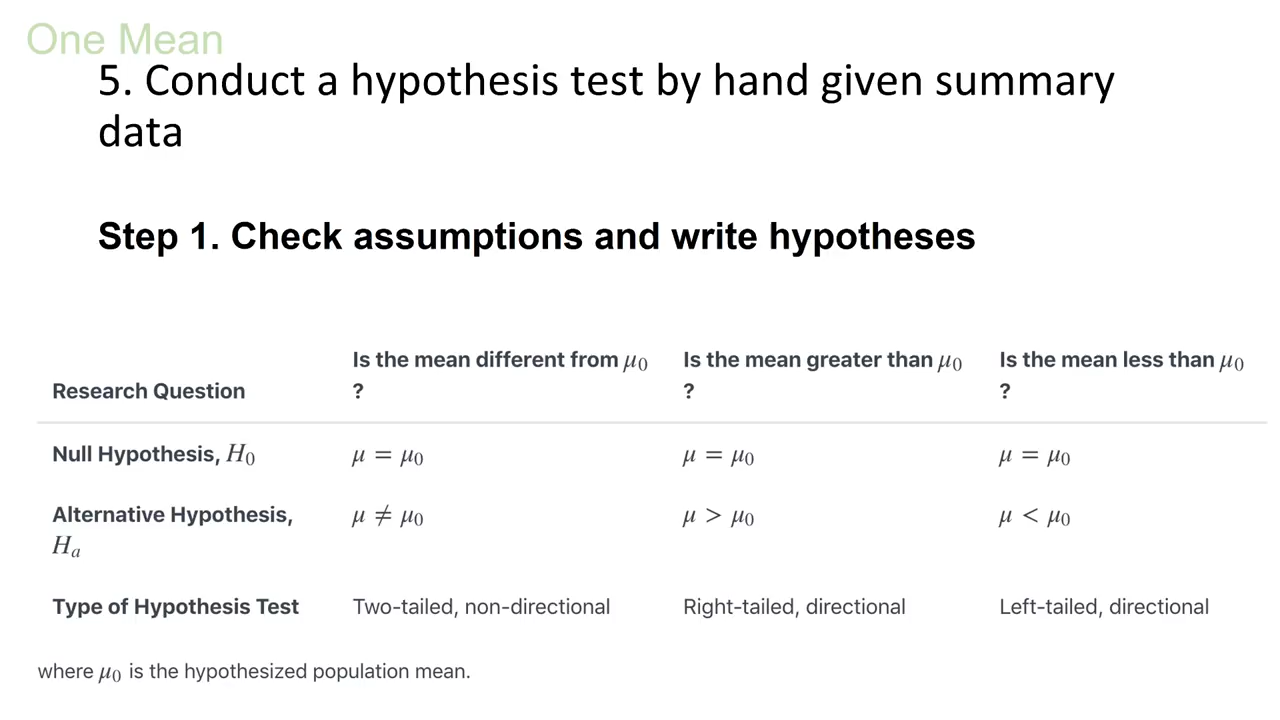 One Mean
5. Conduct a hypothesis test by hand given summary
data
Step 1. Check assumptions and write hypotheses
Research Question	Is the mean different from μ0 ?	Is the mean greater than μ0 ?	Is the mean less than μ0 ?
Null Hypothesis, H0	μ = μ0	μ = μ0	μ = μ0
Alternative Hypothesis, Ha	μ ≠ μ0	μ > μ0	μ < μ0
Type of Hypothesis Test	Two-tailed, non-directional	Right-tailed, directional	Left-tailed, directional
where μ0 is the hypothesized population mean.